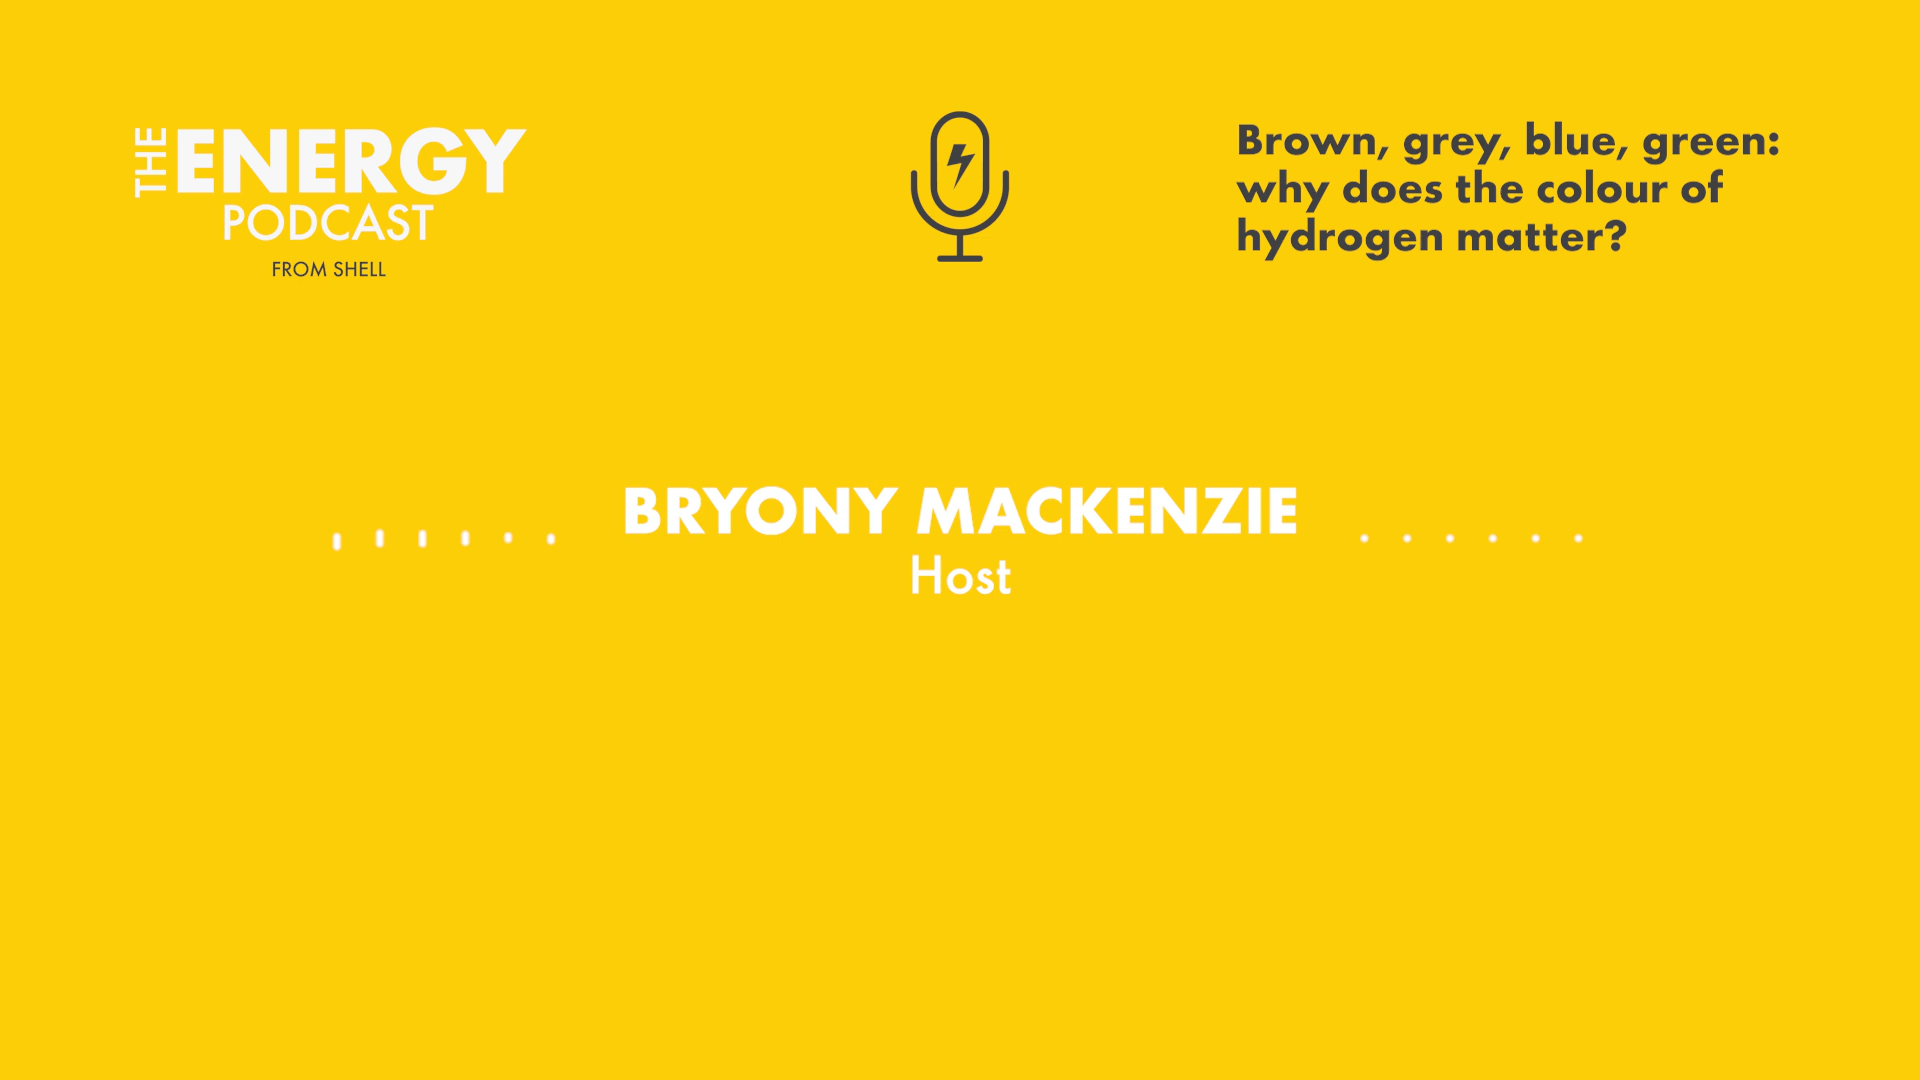 THE ENERGY
PODCAST
FROM SHELL
Brown, grey, blue, green:
why does the colour of
hydrogen matter?
BRYONY MACKENZIE
Host